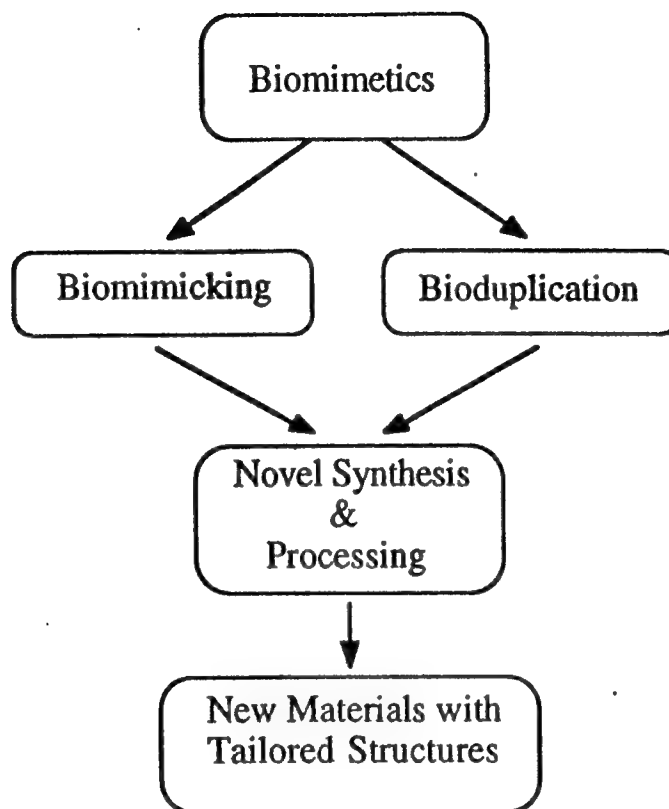 Biomimetics
Biomimicking
Bioduplication
Novel Synthesis
&
Processing
New Materials with
Tailored Structures